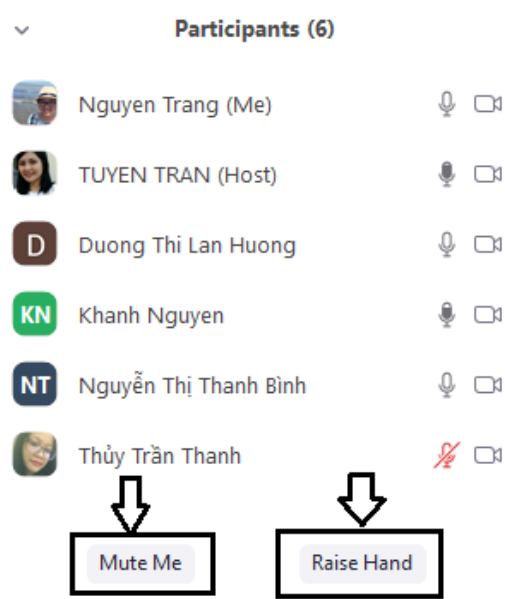 Participants (6)
Nguyen Trang (Me)
TUYEN TRAN (Host)
D Duong Thi Lan Huong
KN Khanh Nguyen
NT Nguyễn Thị Thanh Bình
Thủy Trần Thanh
Mute Me Raise Hand